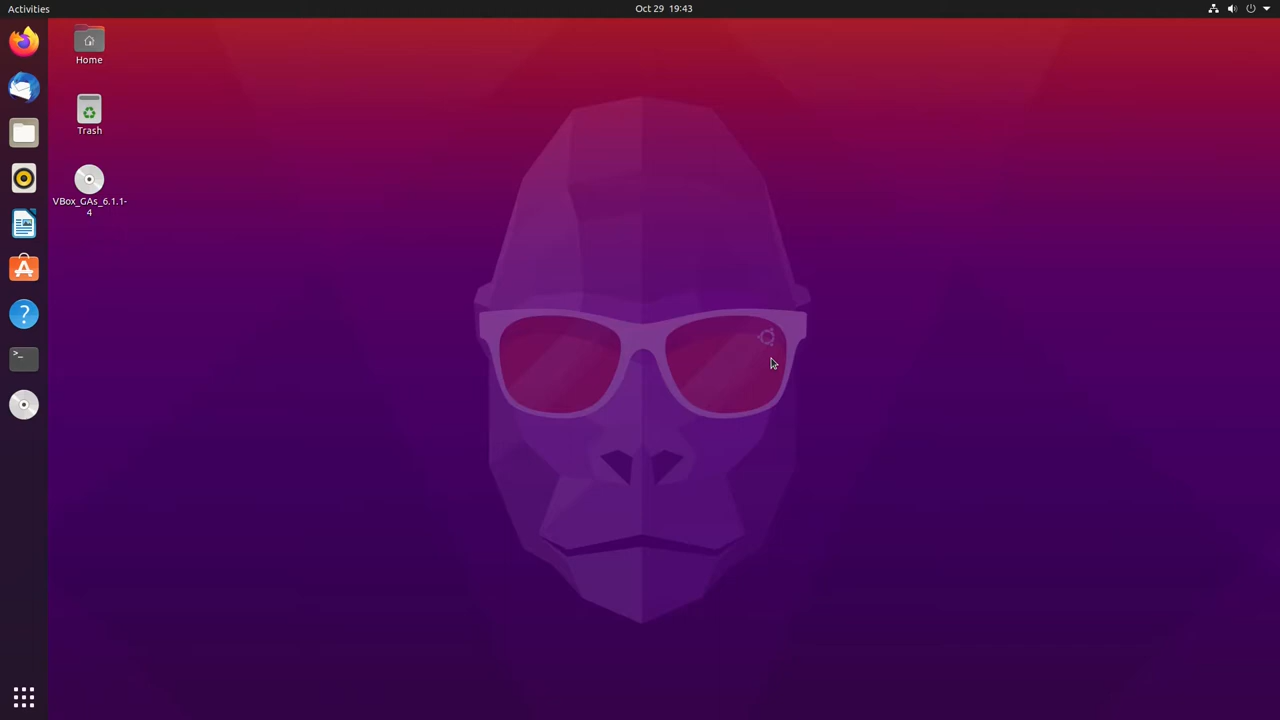 Activities
Oct 29 19:43
Home
Trash
VBox_GAs_6.1.1-
4